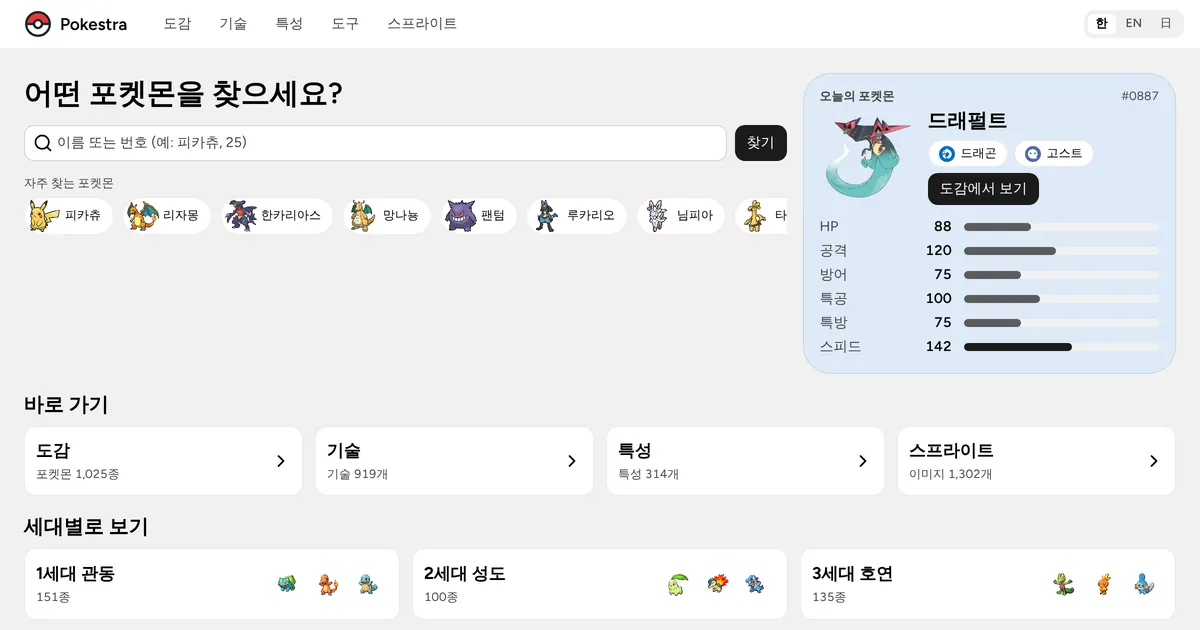 Pokestra
도감 기술 특성 도구 스프라이트
한 EN 日
어떤 포켓몬을 찾으세요?
이름 또는 번호 (예: 피카츄, 25)
찾기
자주 찾는 포켓몬
피카츄 리자몽 한카리아스 망나뇽 팬텀 루카리오 님피아 타
오늘의 포켓몬 #0887
드래펄트
드래곤 고스트
도감에서 보기
HP 88
공격 120
방어 75
특공 100
특방 75
스피드 142
바로 가기
도감
포켓몬 1,025종
기술
기술 919개
특성
특성 314개
스프라이트
이미지 1,302개
세대별로 보기
1세대 관동
151종
2세대 성도
100종
3세대 호연
135종